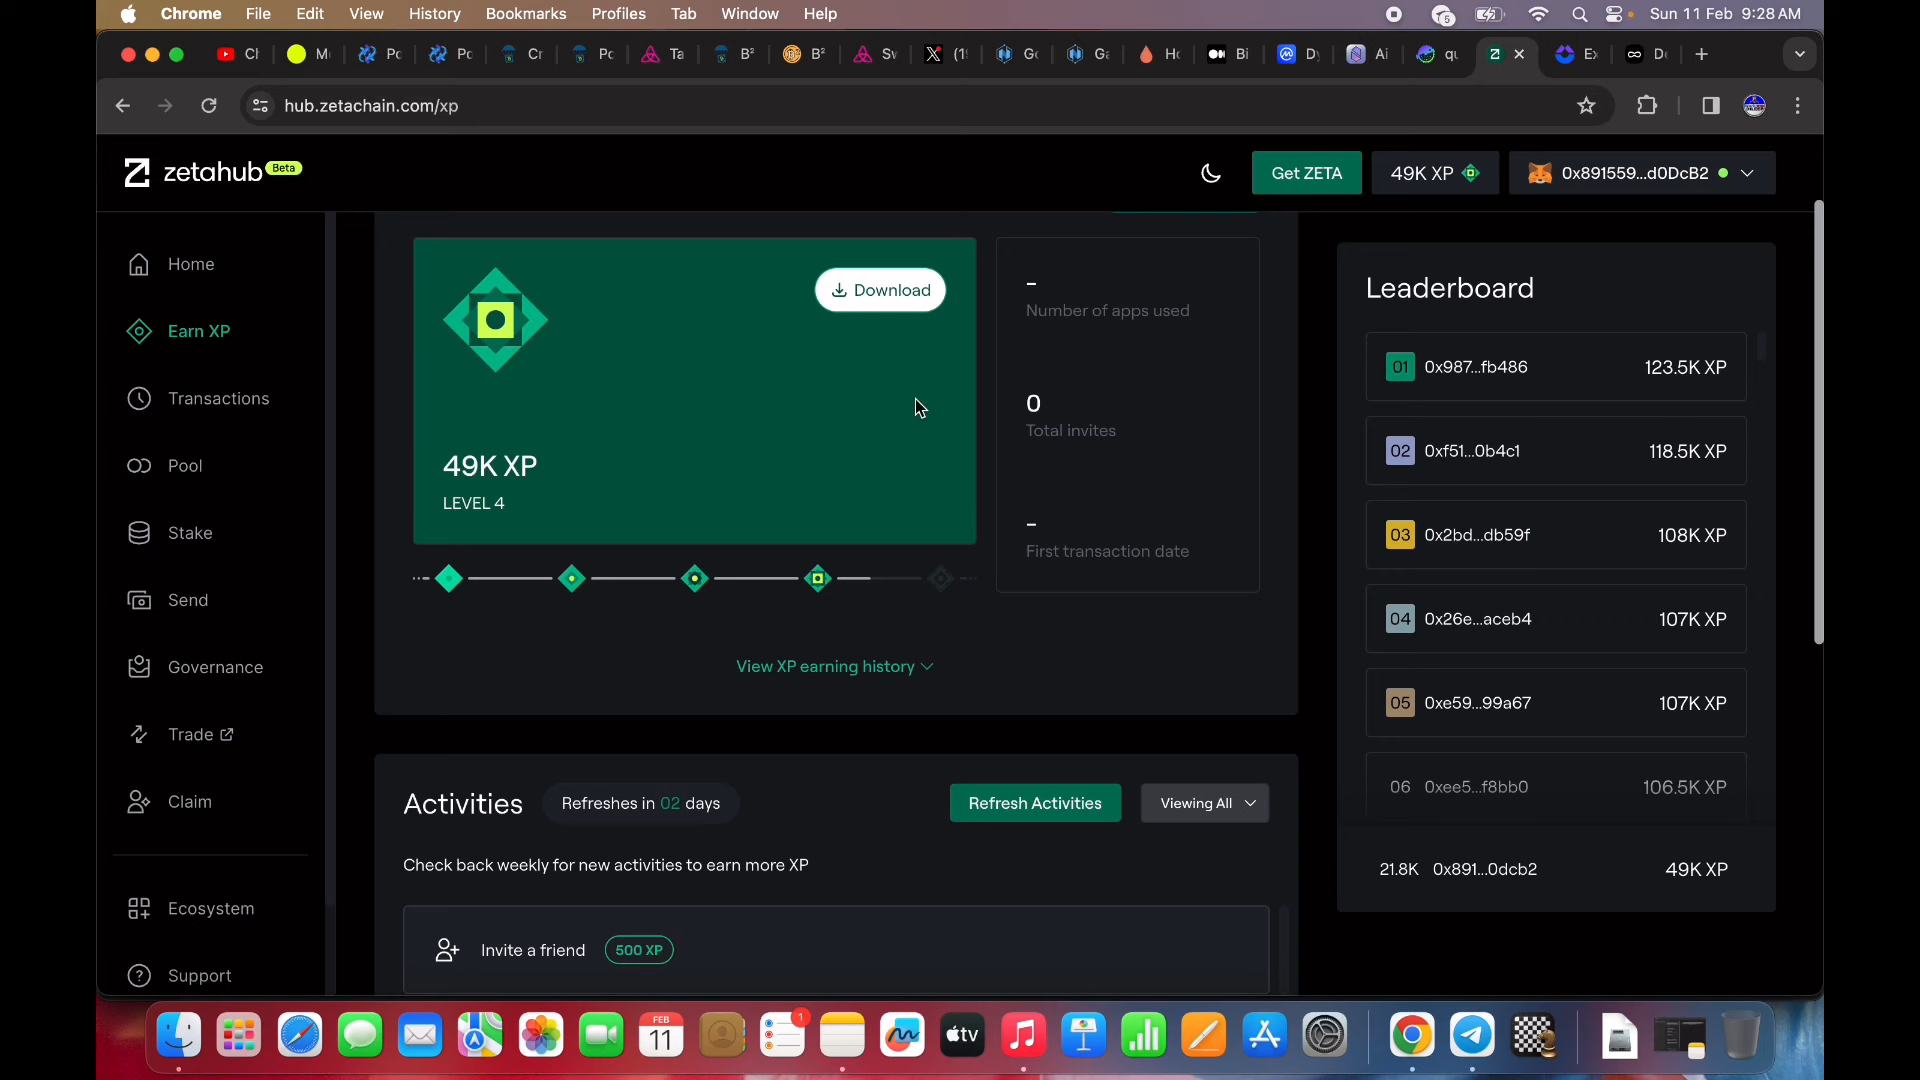 Chrome File Edit View History Bookmarks Profiles Tab Window Help
5 Sun 11 Feb 9:28 AM
hub.zetachain.com/xp
zetahub Beta
Get ZETA
49K XP
0x891559...d0DcB2
Home
Earn XP
Transactions
Pool
Stake
Send
Governance
Trade
Claim
Ecosystem
Support
Download
49K XP
LEVEL 4
-
Number of apps used
0
Total invites
-
First transaction date
View XP earning history
Activities
Refreshes in 02 days
Refresh Activities
Viewing All
Check back weekly for new activities to earn more XP
Invite a friend
500 XP
Leaderboard
01 0x987...fb486 123.5K XP
02 0xf51...0b4c1 118.5K XP
03 0x2bd...db59f 108K XP
04 0x26e...aceb4 107K XP
05 0xe59...99a67 107K XP
06 0xee5...f8bb0 106.5K XP
21.8K 0x891...0dcb2 49K XP
FEB
11
1
tv